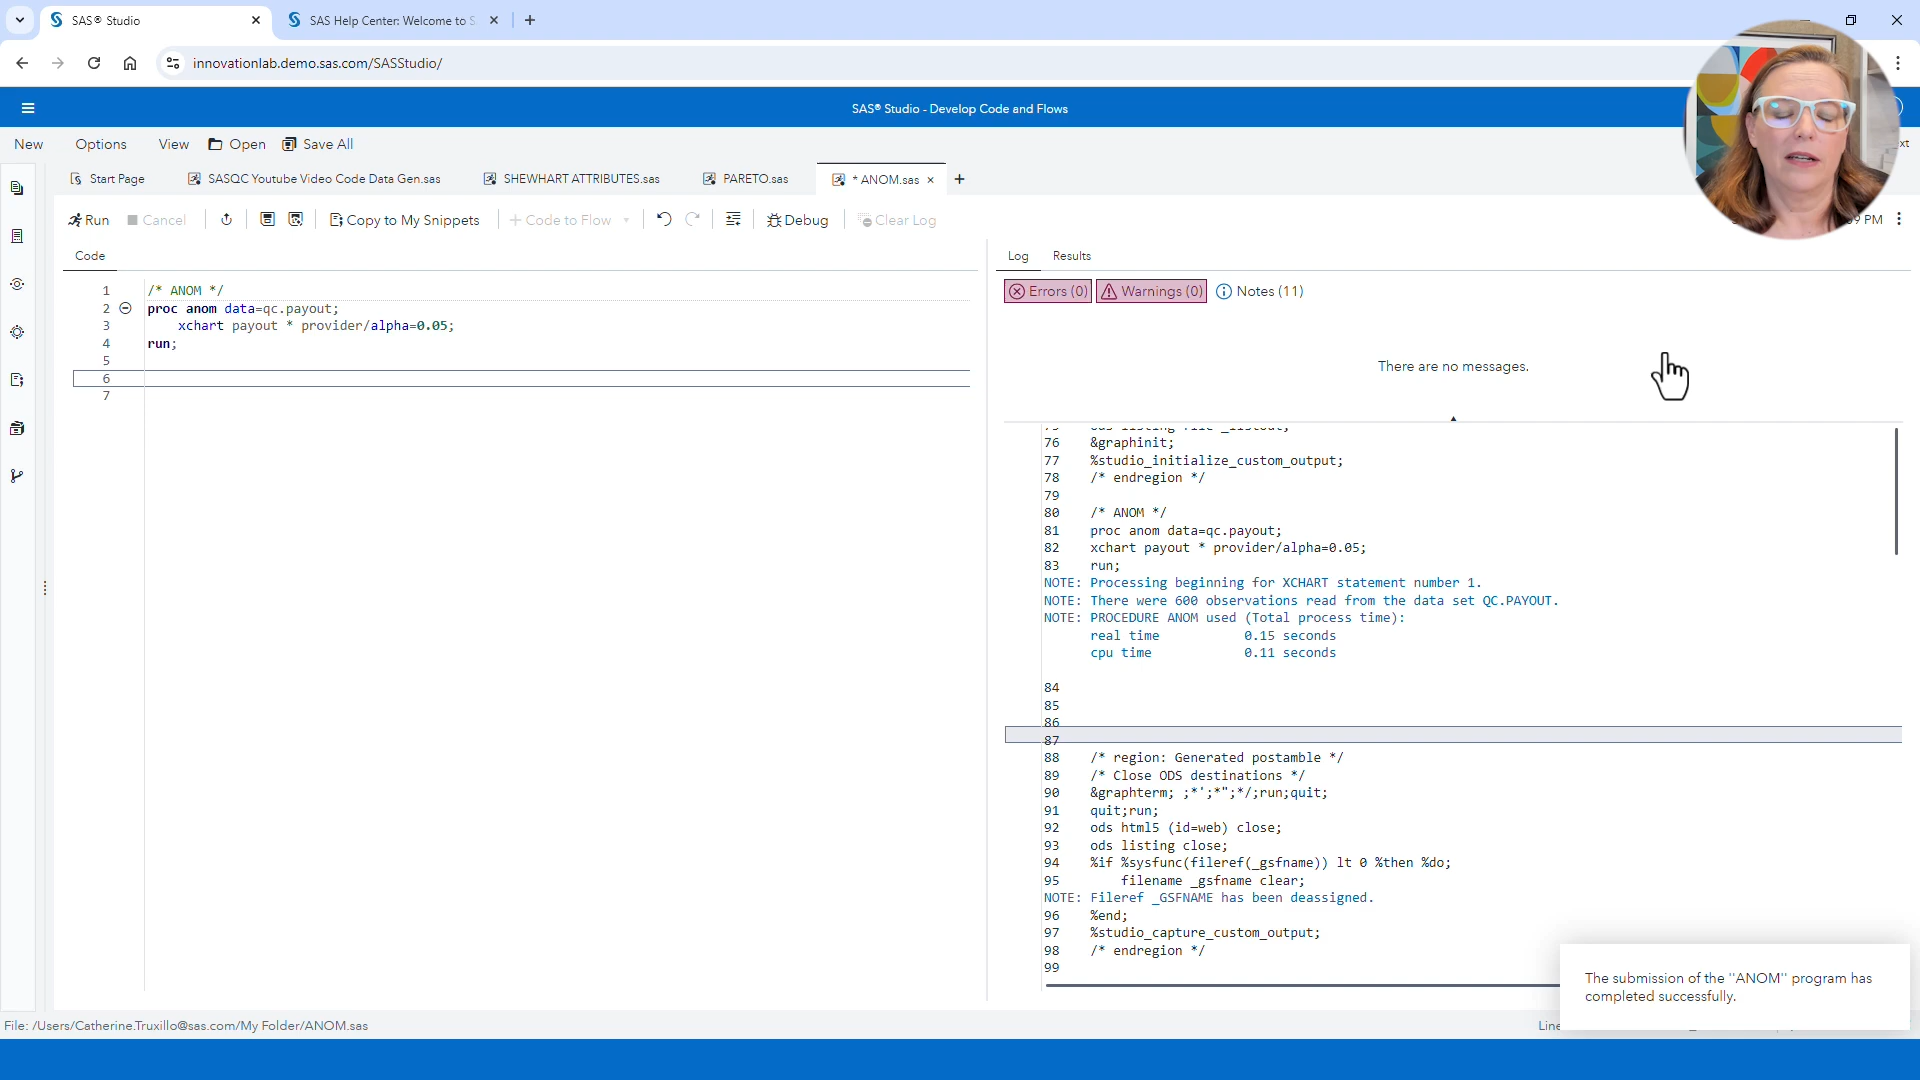 SAS® Studio
SAS Help Center: Welcome to S
innovationlab.demo.sas.com/SASStudio/
SAS® Studio - Develop Code and Flows
New Options View Open Save All
Start Page SASQC Youtube Video Code Data Gen.sas SHEWHART ATTRIBUTES.sas PARETO.sas * ANOM.sas
Run Cancel Copy to My Snippets Code to Flow Debug Clear Log
PM
Code
1 /* ANOM */
2 proc anom data=qc.payout;
3 xchart payout * provider/alpha=0.05;
4 run;
5
6
7
Log Results
Errors (0) Warnings (0) Notes (11)
There are no messages.
76 &graphinit;
77 %studio_initialize_custom_output;
78 /* endregion */
79
80 /* ANOM */
81 proc anom data=qc.payout;
82 xchart payout * provider/alpha=0.05;
83 run;
NOTE: Processing beginning for XCHART statement number 1.
NOTE: There were 600 observations read from the data set QC.PAYOUT.
NOTE: PROCEDURE ANOM used (Total process time):
real time 0.15 seconds
cpu time 0.11 seconds
84
85
86
87
88 /* region: Generated postamble */
89 /* Close ODS destinations */
90 &graphterm; ;*';*";*/;run;quit;
91 quit;run;
92 ods html5 (id=web) close;
93 ods listing close;
94 %if %sysfunc(fileref(_gsfname)) lt 0 %then %do;
95 filename _gsfname clear;
NOTE: Fileref _GSFNAME has been deassigned.
96 %end;
97 %studio_capture_custom_output;
98 /* endregion */
99
The submission of the "ANOM" program has
completed successfully.
File: /Users/Catherine.Truxillo@sas.com/My Folder/ANOM.sas
Line